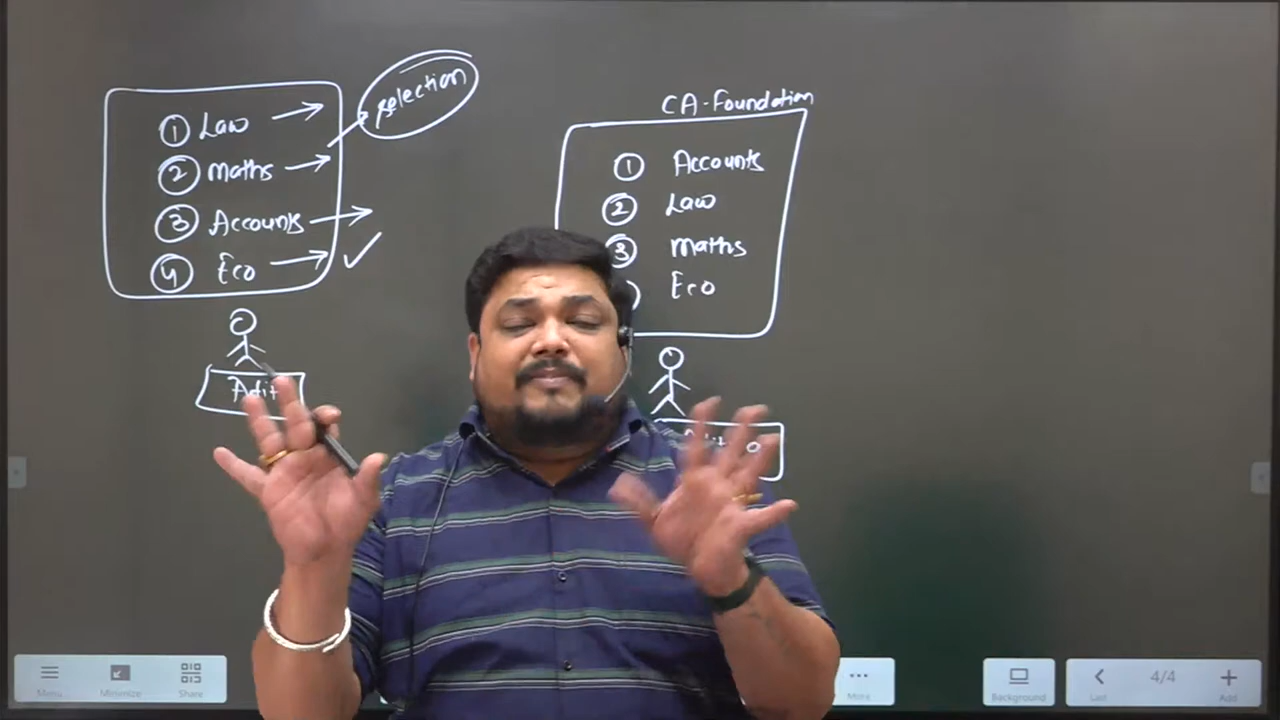 selection
① Law →
② Maths →
③ Accounts →
④ Eco → ✓
CA-Foundation
① Accounts
② Law
③ Maths
Eco
Menu
Minimize
Share
More
Background
Last
4/4
Add